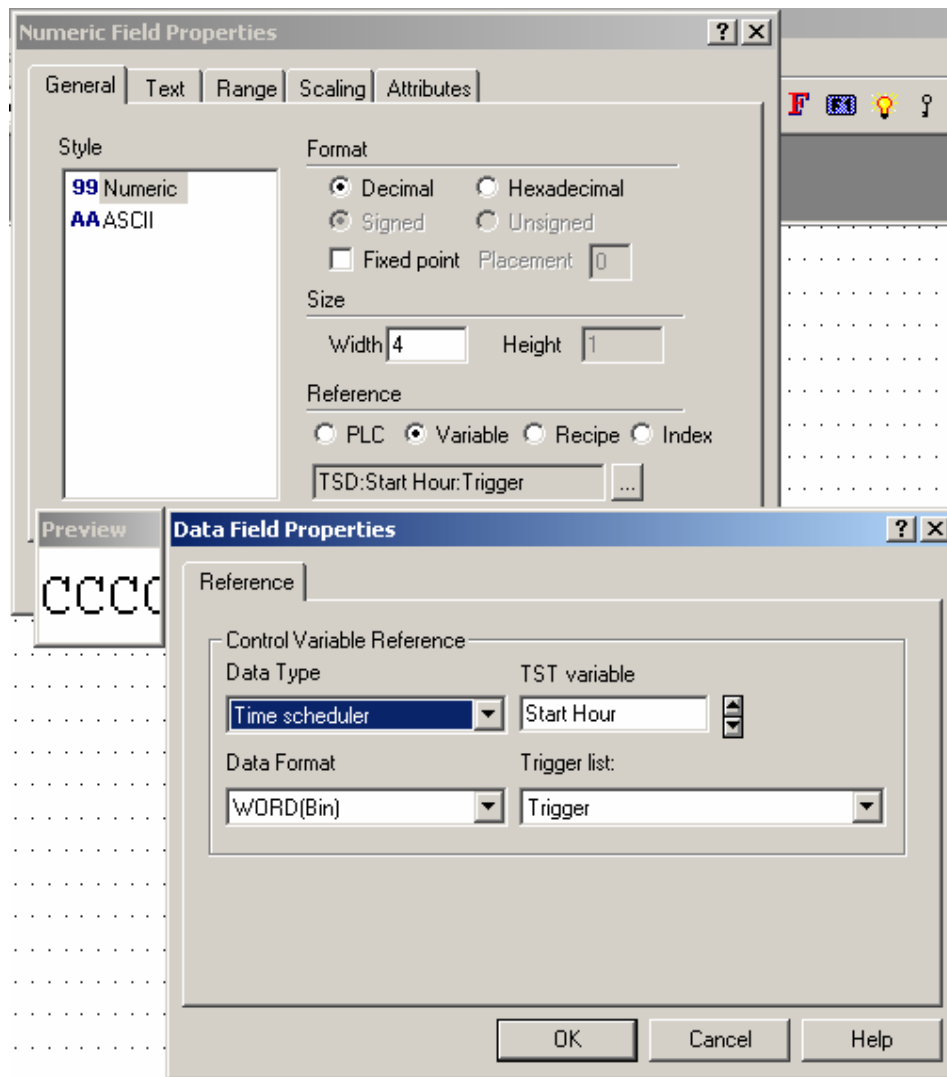 Numeric Field Properties
General Text Range Scaling Attributes
F F1
Style
99 Numeric
AA ASCII
Format
Decimal Hexadecimal
Signed Unsigned
Fixed point Placement 0
Size
Width 4 Height 1
Reference
PLC Variable Recipe Index
TSD:Start Hour:Trigger ...
Preview
CCCC
Data Field Properties
Reference
Control Variable Reference
Data Type TST variable
Time scheduler Start Hour
Data Format Trigger list:
WORD(Bin) Trigger
OK Cancel Help